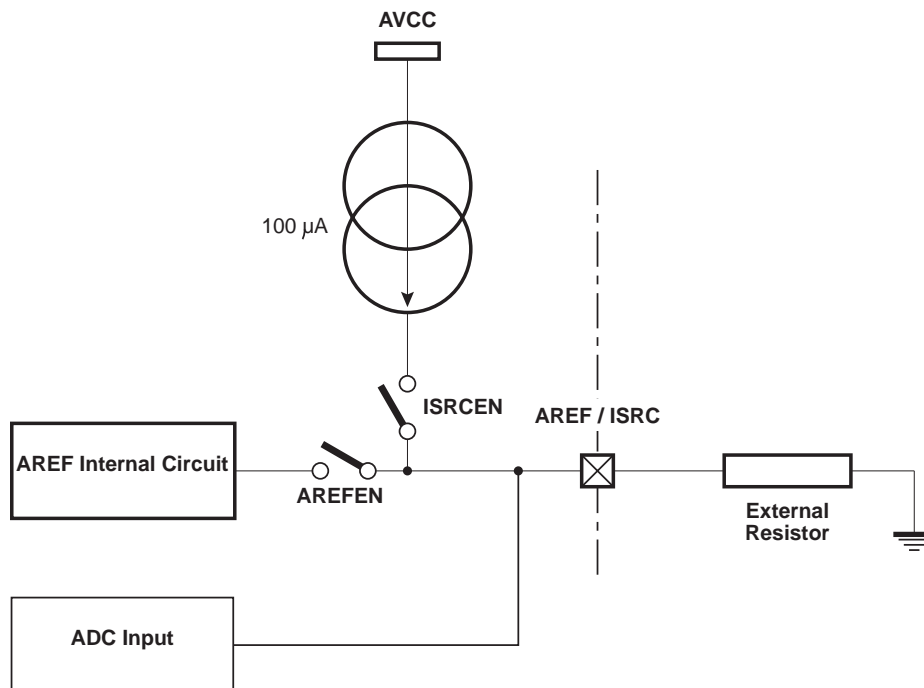 AVCC
100 µA
ISRCEN
AREF / ISRC
AREF Internal Circuit
AREFEN
External
Resistor
ADC Input